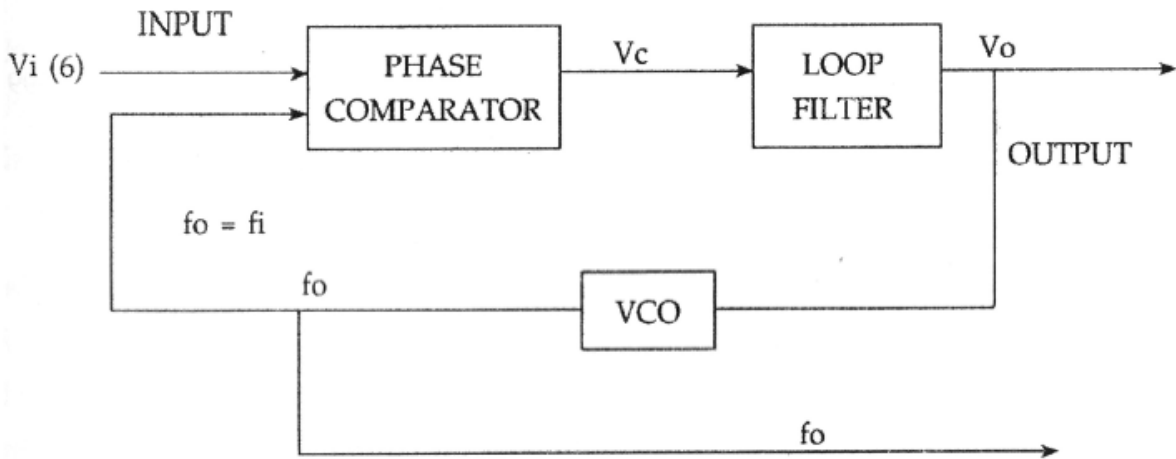 INPUT
Vi (6)
PHASE
COMPARATOR
Vc
LOOP
FILTER
Vo
OUTPUT
fo = fi
fo
VCO
fo